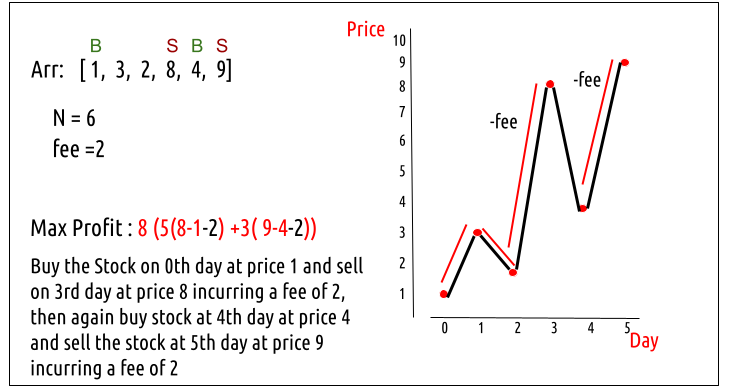 B S B S
Arr: [ 1, 3, 2, 8, 4, 9]
N = 6
fee =2
Max Profit : 8 (5(8-1-2) +3( 9-4-2))
Buy the Stock on 0th day at price 1 and sell
on 3rd day at price 8 incurring a fee of 2,
then again buy stock at 4th day at price 4
and sell the stock at 5th day at price 9
incurring a fee of 2
Price
10
9
8
7
6
5
4
3
2
1
-fee
-fee
0 1 2 3 4 5
Day